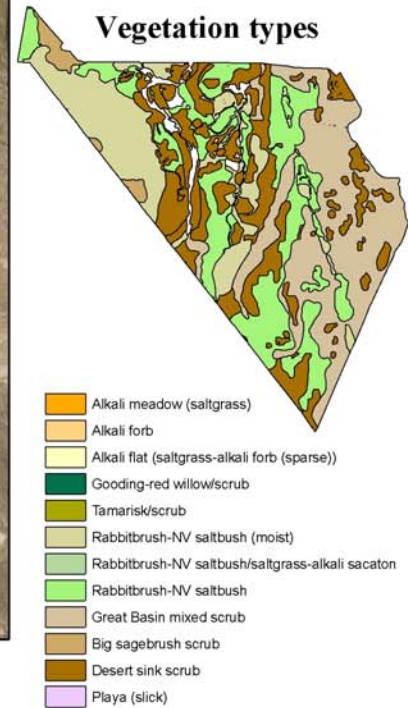 Vegetation types
Alkali meadow (saltgrass)
Alkali forb
Alkali flat (saltgrass-alkali forb (sparse))
Gooding-red willow/scrub
Tamarisk/scrub
Rabbitbrush-NV saltbush (moist)
Rabbitbrush-NV saltbush/saltgrass-alkali sacaton
Rabbitbrush-NV saltbush
Great Basin mixed scrub
Big sagebrush scrub
Desert sink scrub
Playa (slick)